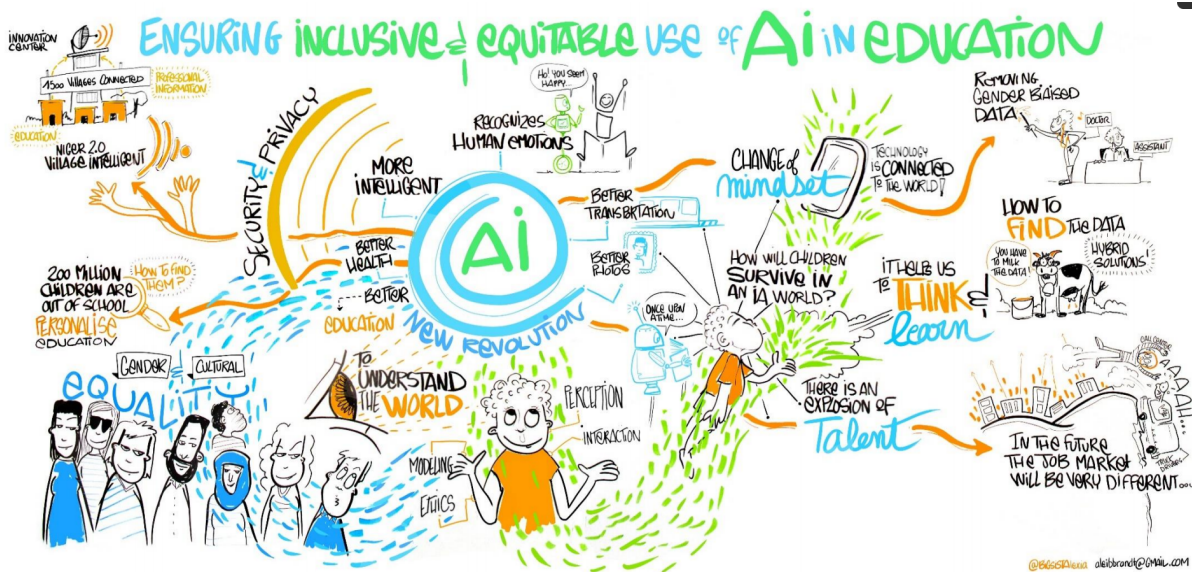 ENSURING INCLUSIVE & EQUITABLE USE OF Ai iN EDUCATION
INNOVATION
CENTER
1500 VILLAGES CONNECTED
PROFESSIONAL
INFORMATION
EDUCATION
NIGER 2.0
VILLAGE INTELLIGENT
SECURITY & PRIVACY
MORE
INTELLIGENT
BETTER
HEALTH
BETTER
EDUCATION
200 MILLION
CHILDREN ARE
OUT OF SCHOOL
PERSONALISE
EDUCATION
HOW TO FIND
THEM?
Ai
NEW REVOLUTION
RECOGNIZES
HUMAN EMOTIONS
HO! YOU SEEM
HAPPY...
BETTER
BETTER
PHOTOS
CHANGE of
mindset
TECHNOLOGY
IS CONNECTED
TO THE WORLD!
REMOVING
GENDER BIAISED
DATA
DOCTOR
ASSISTANT
HOW TO
FIND THE DATA
YOU HAVE
TO MILK
THE DATA!
HYBRID
SOLUTIONS
HOW WILL CHILDREN
SURVIVE IN
AN IA WORLD?
ONCE UPON
A TIME...
iT HELPS US
TO THINK &
learn
THERE IS AN
EXPLOSION OF
Talent
CALL CENTER
AAAAH!
TRUCK
DRIVERS
IN THE FUTURE
THE JOB MARKET
WILL BE VERY DIFFERENT...
GENDER & CULTURAL
EQUALITY
TO
UNDERSTAND
THE WORLD
PERCEPTION
INTERACTION
MODELING
ETHICS
aleibbrandt@GMAIL.COM